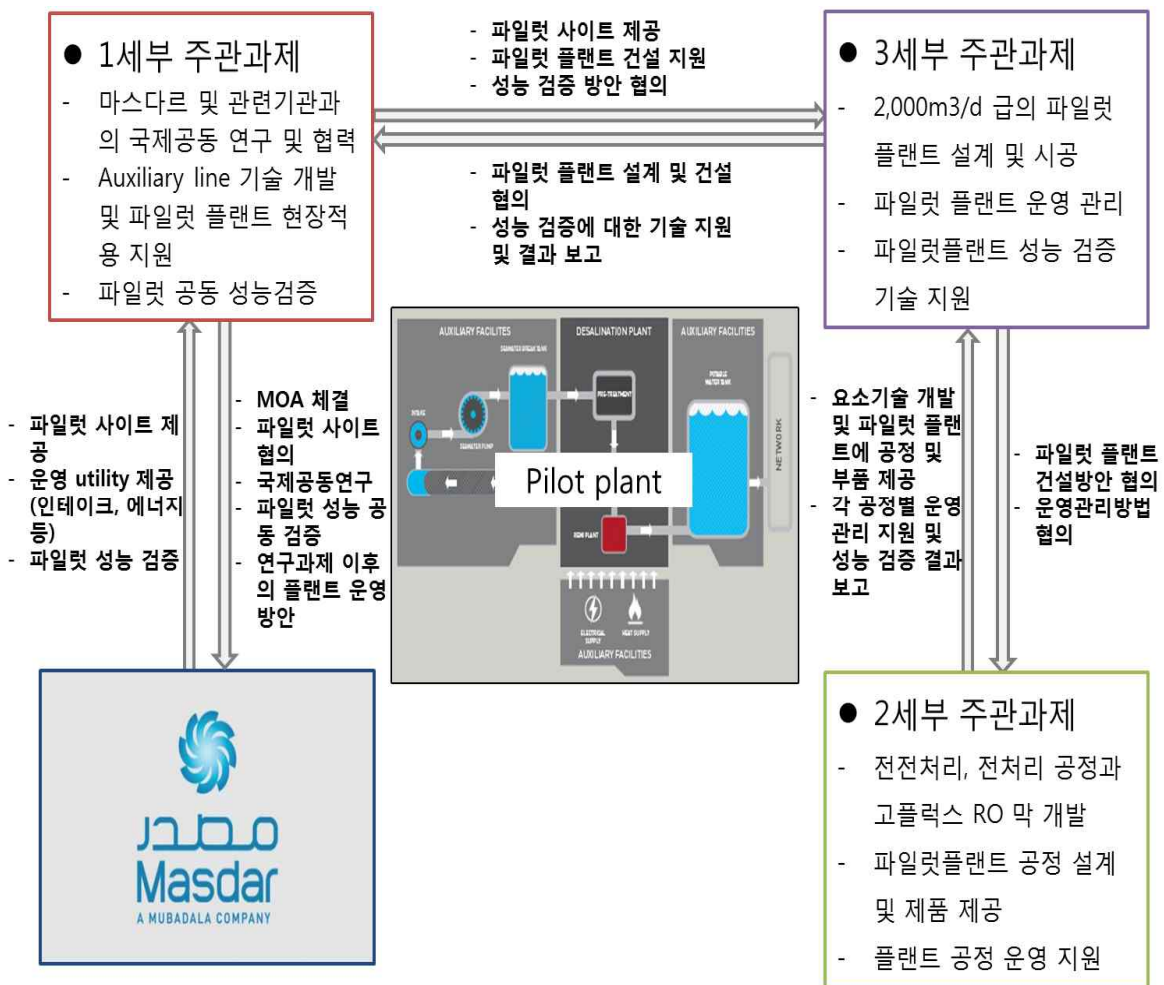 ● 1세부 주관과제
- 마스다르 및 관련기관과
의 국제공동 연구 및 협력
- Auxiliary line 기술 개발
및 파일럿 플랜트 현장적
용 지원
- 파일럿 공동 성능검증
- 파일럿 사이트 제공
- 파일럿 플랜트 건설 지원
- 성능 검증 방안 협의
- 파일럿 플랜트 설계 및 건설
협의
- 성능 검증에 대한 기술 지원
및 결과 보고
● 3세부 주관과제
- 2,000m3/d 급의 파일럿
플랜트 설계 및 시공
- 파일럿 플랜트 운영 관리
- 파일럿플랜트 성능 검증
기술 지원
- 파일럿 사이트 제
공
- 운영 utility 제공
(인테이크, 에너지
등)
- 파일럿 성능 검증
- MOA 체결
- 파일럿 사이트
협의
- 국제공동연구
- 파일럿 성능 공
동 검증
- 연구과제 이후
의 플랜트 운영
방안
AUXILIARY FACILITES
SEAWATER BREAK TANK
INTAKE
SEAWATER PUMP
DESALINATION PLANT
PRE-TREATMENT
AUXILIARY FACILITIES
POTABLE
WATER TANK
NETWORK
Pilot plant
ELECTRICAL
SUPPLY
HEAT SUPPLY
AUXILIARY FACILITIES
- 요소기술 개발
및 파일럿 플랜
트에 공정 및
부품 제공
- 각 공정별 운영
관리 지원 및
성능 검증 결과
보고
- 파일럿 플랜트
건설방안 협의
- 운영관리방법
협의
مصدر
Masdar
A MUBADALA COMPANY
● 2세부 주관과제
- 전전처리, 전처리 공정과
고플럭스 RO 막 개발
- 파일럿플랜트 공정 설계
및 제품 제공
- 플랜트 공정 운영 지원